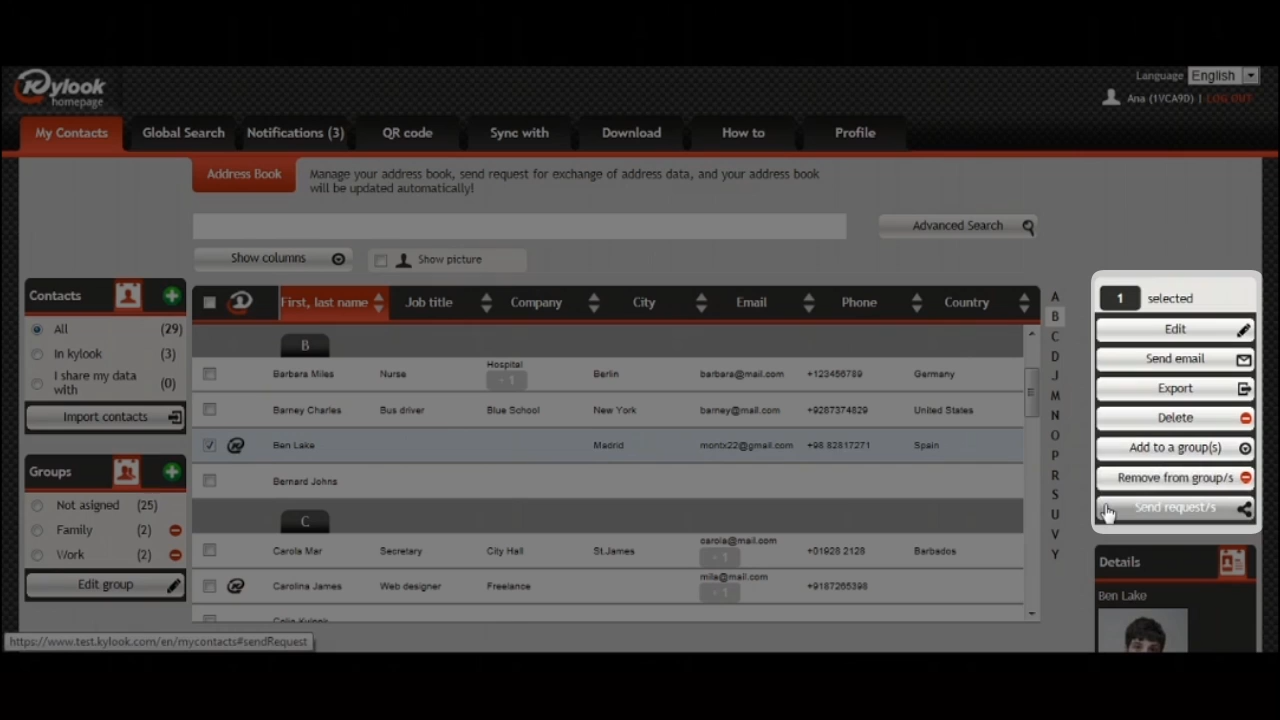 Kylook
homepage
Language English
Ana (1VCA9D) | LOG OUT
My Contacts Global Search Notifications (3) QR code Sync with Download How to Profile
Address Book
Manage your address book, send request for exchange of address data, and your address book
will be updated automatically!
Advanced Search
Show columns
Show picture
Contacts
All (29)
In kylook (3)
I share my data
with (0)
Import contacts
Groups
Not asigned (25)
Family (2)
Work (2)
Edit group
First, last name Job title Company City Email Phone Country
B
Barbara Miles Nurse Hospital Berlin barbara@mail.com +123456789 Germany
+ 1
Barney Charles Bus driver Blue School New York barney@mail.com +9287374829 United States
Ben Lake Madrid montx22@gmail.com +98 82817271 Spain
Bernard Johns
C
Carola Mar Secretary City Hall St.James carola@mail.com +01928 2128 Barbados
+ 1
Carolina James Web designer Freelance mila@mail.com +9187265398
+ 1
A
B
C
D
J
M
N
O
P
R
S
U
V
Y
1 selected
Edit
Send email
Export
Delete
Add to a group(s)
Remove from group/s
Send request/s
Details
Ben Lake
https://www.test.kylook.com/en/mycontacts#sendRequest